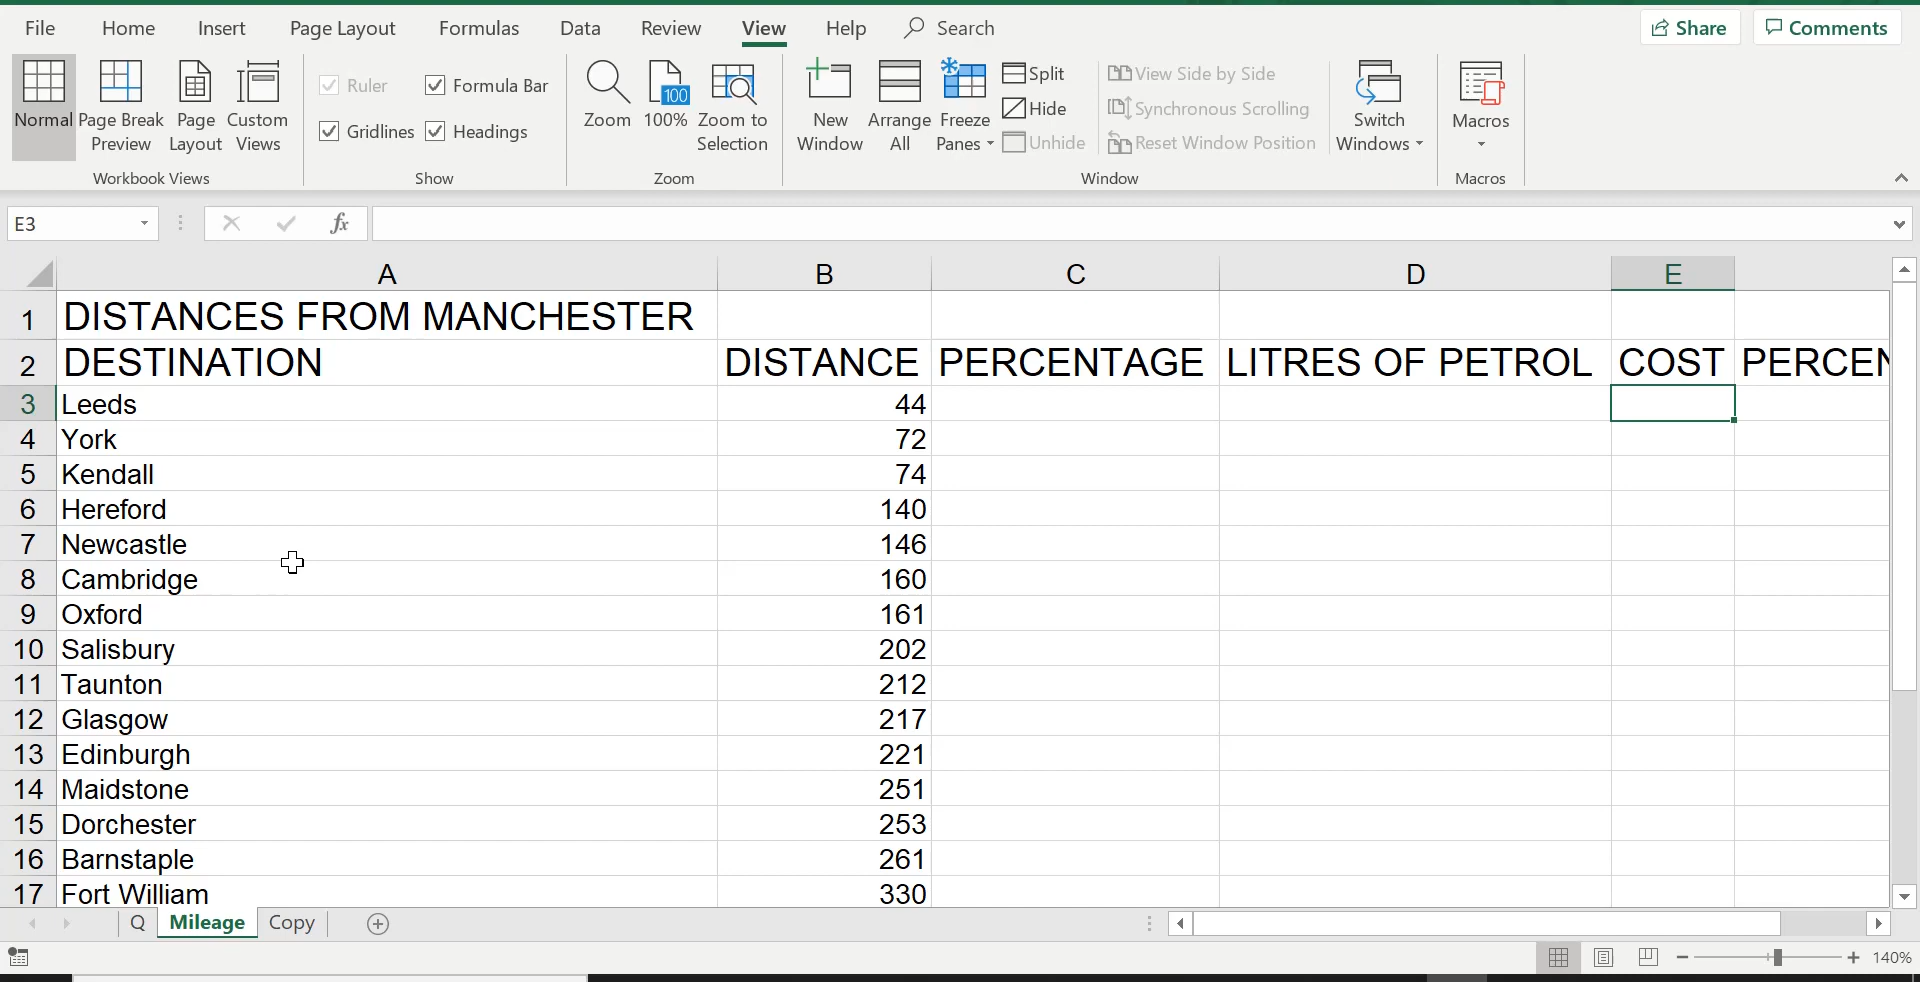 File Home Insert Page Layout Formulas Data Review View Help Search Share Comments
Normal Page Break Preview Page Layout Custom Views
Ruler Formula Bar
Gridlines Headings
Zoom 100% Zoom to Selection
100
New Window Arrange All Freeze Panes
Split
Hide
Unhide
View Side by Side
Synchronous Scrolling
Reset Window Position
Switch Windows
Macros
Workbook Views Show Zoom Window Macros
E3 fx
A B C D E
1 DISTANCES FROM MANCHESTER
2 DESTINATION DISTANCE PERCENTAGE LITRES OF PETROL COST PERCEN
3 Leeds 44
4 York 72
5 Kendall 74
6 Hereford 140
7 Newcastle 146
8 Cambridge 160
9 Oxford 161
10 Salisbury 202
11 Taunton 212
12 Glasgow 217
13 Edinburgh 221
14 Maidstone 251
15 Dorchester 253
16 Barnstaple 261
17 Fort William 330
Q Mileage Copy
140%